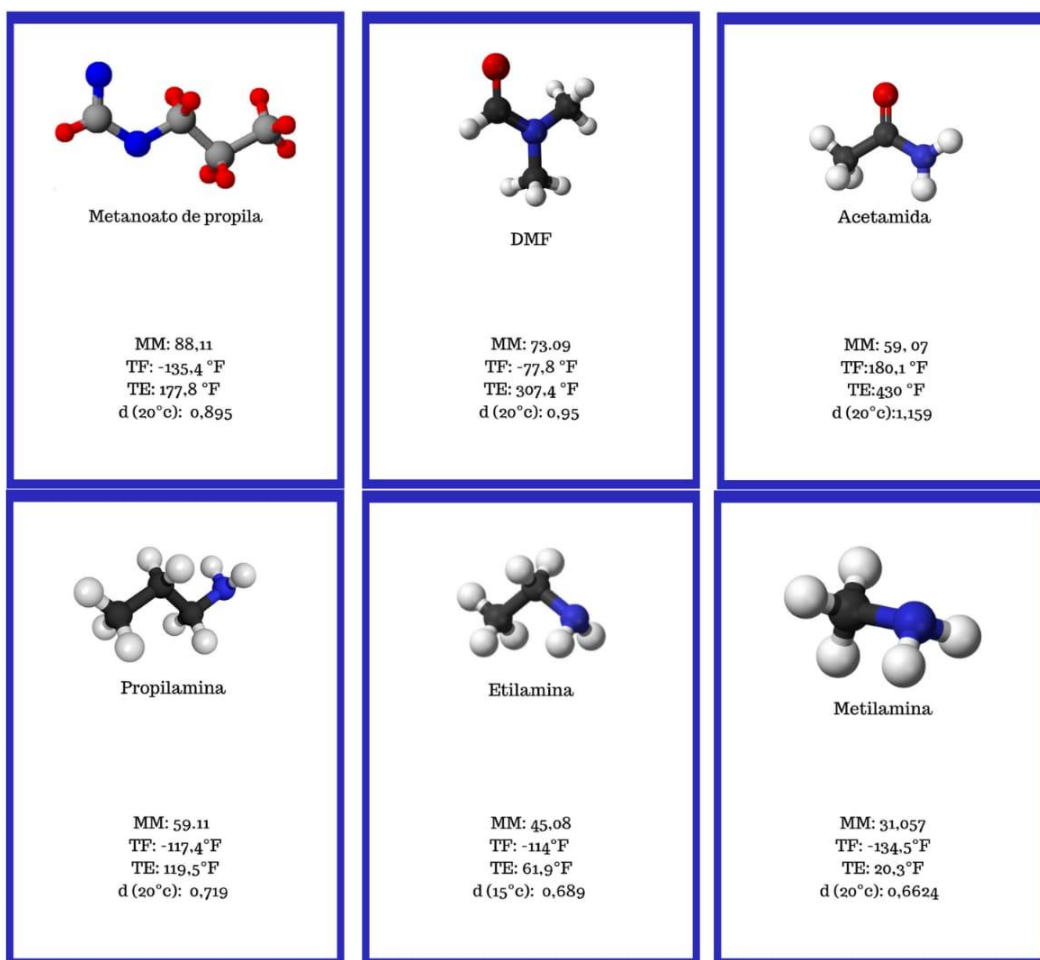 Metanoato de propila
MM: 88,11
TF: -135,4 °F
TE: 177,8 °F
d (20°c): 0,895
DMF
MM: 73.09
TF: -77,8 °F
TE: 307,4 °F
d (20°c): 0,95
Acetamida
MM: 59, 07
TF:180,1 °F
TE:430 °F
d (20°c):1,159
Propilamina
MM: 59.11
TF: -117,4°F
TE: 119,5°F
d (20°c): 0,719
Etilamina
MM: 45,08
TF: -114°F
TE: 61,9°F
d (15°c): 0,689
Metilamina
MM: 31,057
TF: -134,5°F
TE: 20,3°F
d (20°c): 0,6624